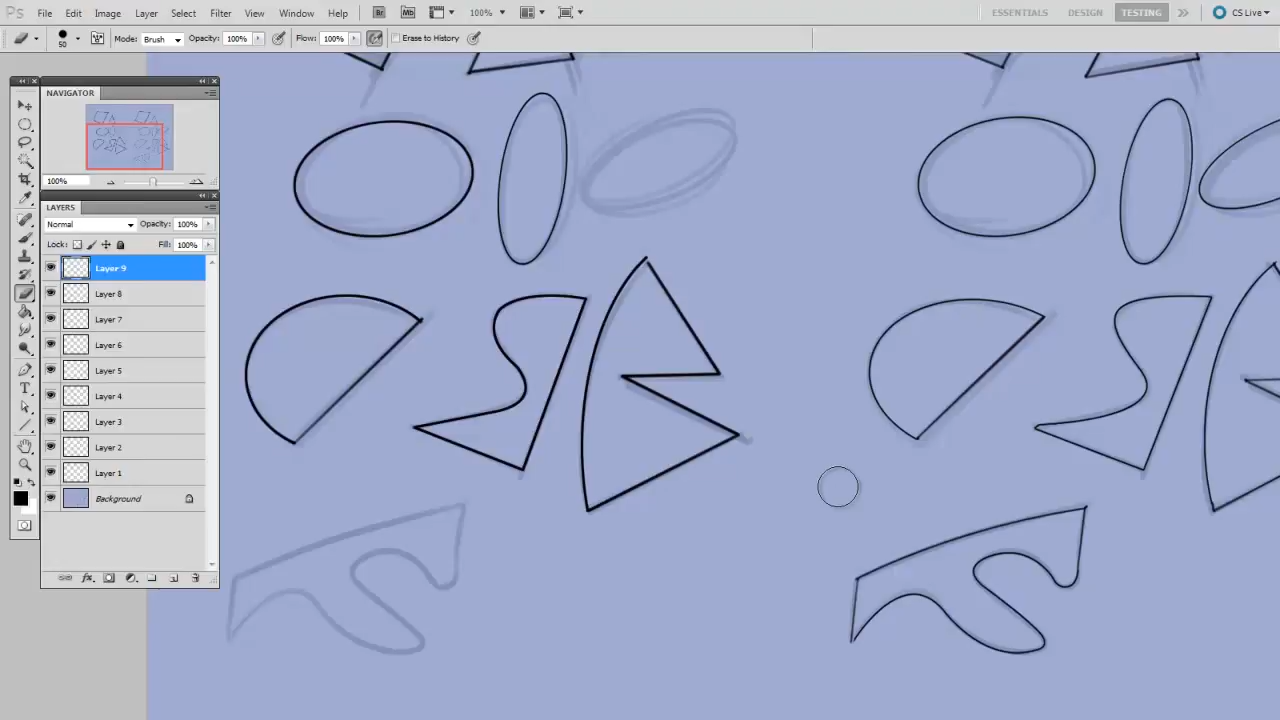 Ps File Edit Image Layer Select Filter View Window Help Br Mb 100% ESSENTIALS DESIGN TESTING CS Live
50 Mode: Brush Opacity: 100% Flow: 100% Erase to History
NAVIGATOR
100%
LAYERS
Normal Opacity: 100%
Lock: Fill: 100%
Layer 9
Layer 8
Layer 7
Layer 6
Layer 5
Layer 4
Layer 3
Layer 2
Layer 1
Background